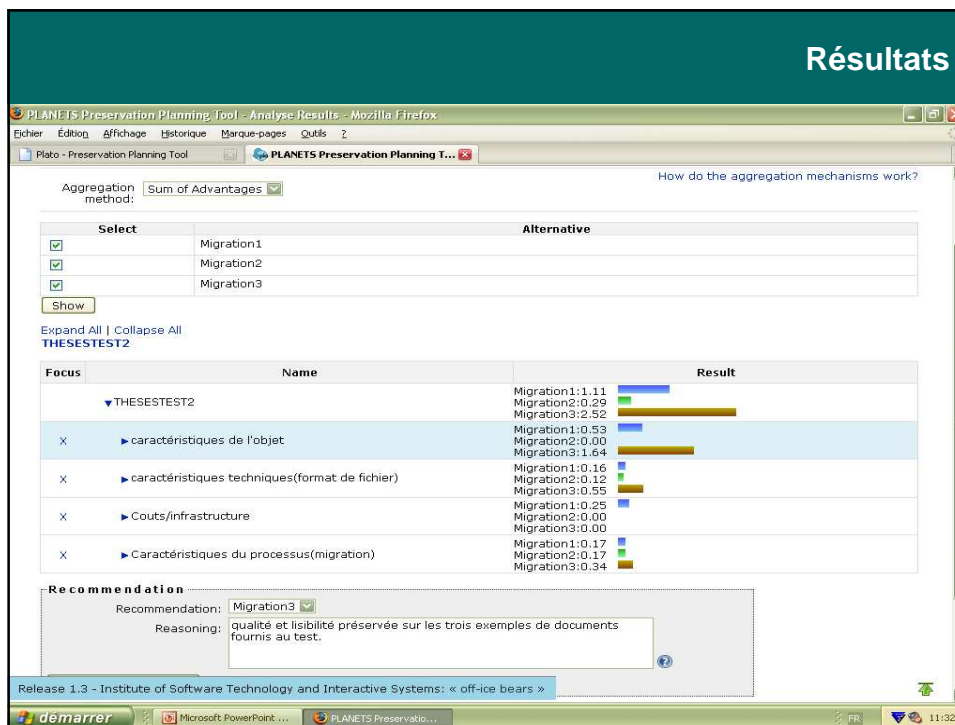 Résultats
PLANETS Preservation Planning Tool - Analyse Results - Mozilla Firefox
Fichier Édition Affichage Historique Marque-pages Outils ?
Plato - Preservation Planning Tool PLANETS Preservation Planning T...
How do the aggregation mechanisms work?
Aggregation method: Sum of Advantages
Select Alternative
Migration1
Migration2
Migration3
Show
Expand All | Collapse All
THESESTEST2
Focus Name Result
THESESTEST2
Migration1:1.11
Migration2:0.29
Migration3:2.52
X caractéristiques de l'objet
Migration1:0.53
Migration2:0.00
Migration3:1.64
X caractéristiques techniques(format de fichier)
Migration1:0.16
Migration2:0.12
Migration3:0.55
X Couts/infrastructure
Migration1:0.25
Migration2:0.00
Migration3:0.00
X Caractéristiques du processus(migration)
Migration1:0.17
Migration2:0.17
Migration3:0.34
Recommendation
Recommendation: Migration3
Reasoning: qualité et lisibilité préservée sur les trois exemples de documents
fournis au test.
Release 1.3 - Institute of Software Technology and Interactive Systems: « off-ice bears »
démarrer Microsoft PowerPoint ... PLANETS Preservatio... FR 11:32